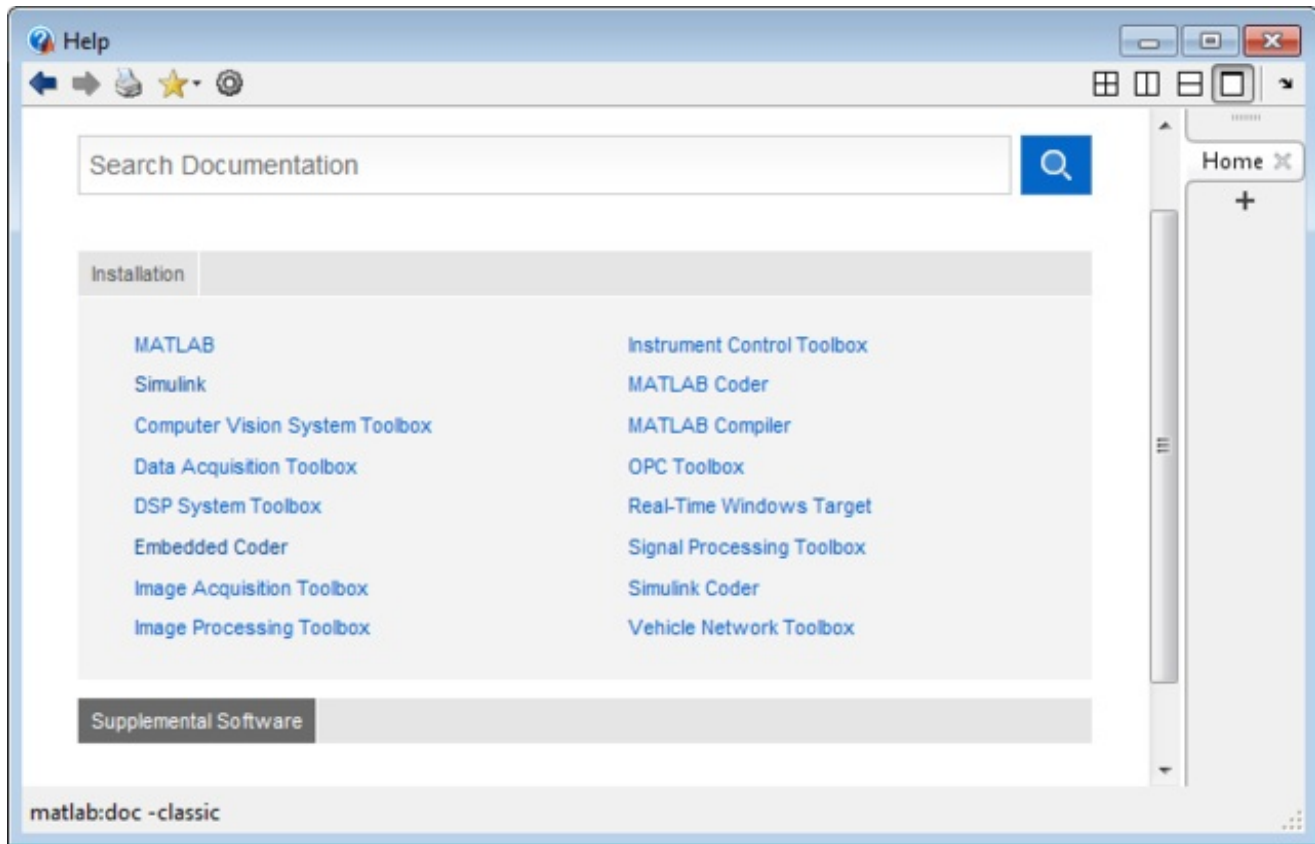 Help
Search Documentation
Home
Installation
MATLAB
Simulink
Computer Vision System Toolbox
Data Acquisition Toolbox
DSP System Toolbox
Embedded Coder
Image Acquisition Toolbox
Image Processing Toolbox
Instrument Control Toolbox
MATLAB Coder
MATLAB Compiler
OPC Toolbox
Real-Time Windows Target
Signal Processing Toolbox
Simulink Coder
Vehicle Network Toolbox
Supplemental Software
matlab:doc -classic